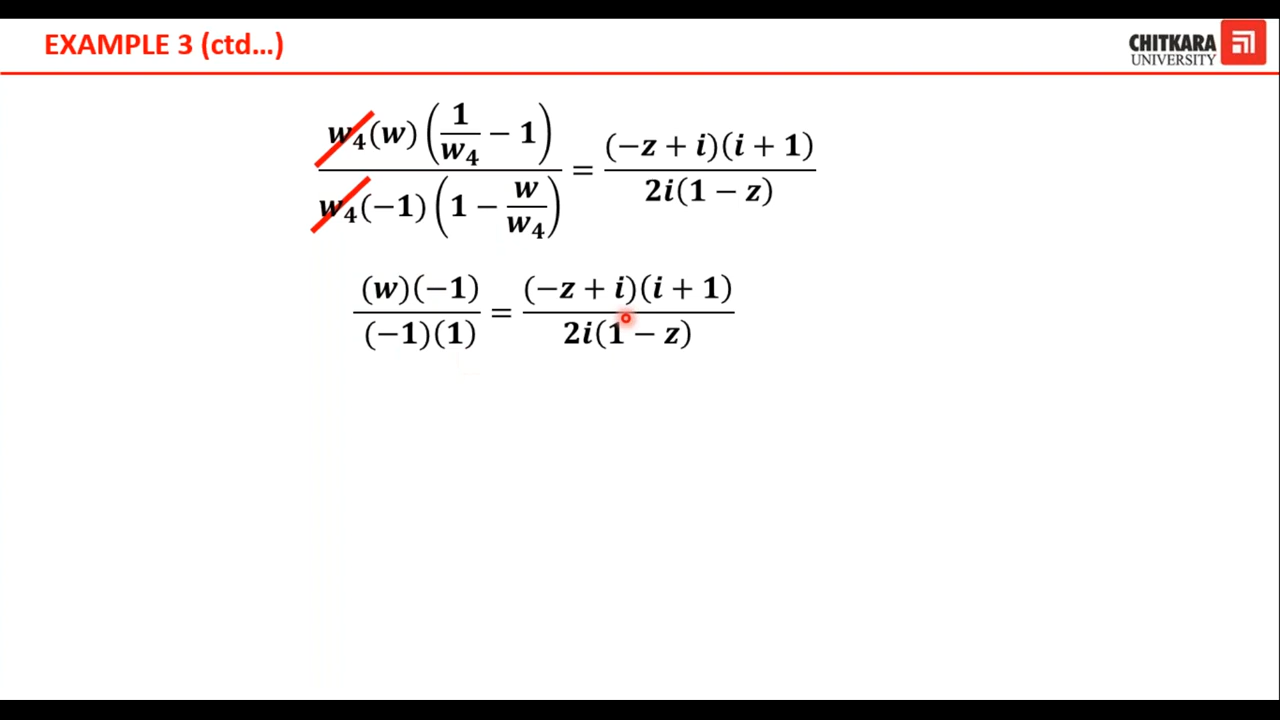 EXAMPLE 3 (ctd...)
CHITKARA
UNIVERSITY
w₄(w)(1/w₄ − 1) / w₄(−1)(1 − w/w₄) = (−z + i)(i + 1) / 2i(1 − z)
(w)(−1) / (−1)(1) = (−z + i)(i + 1) / 2i(1 − z)